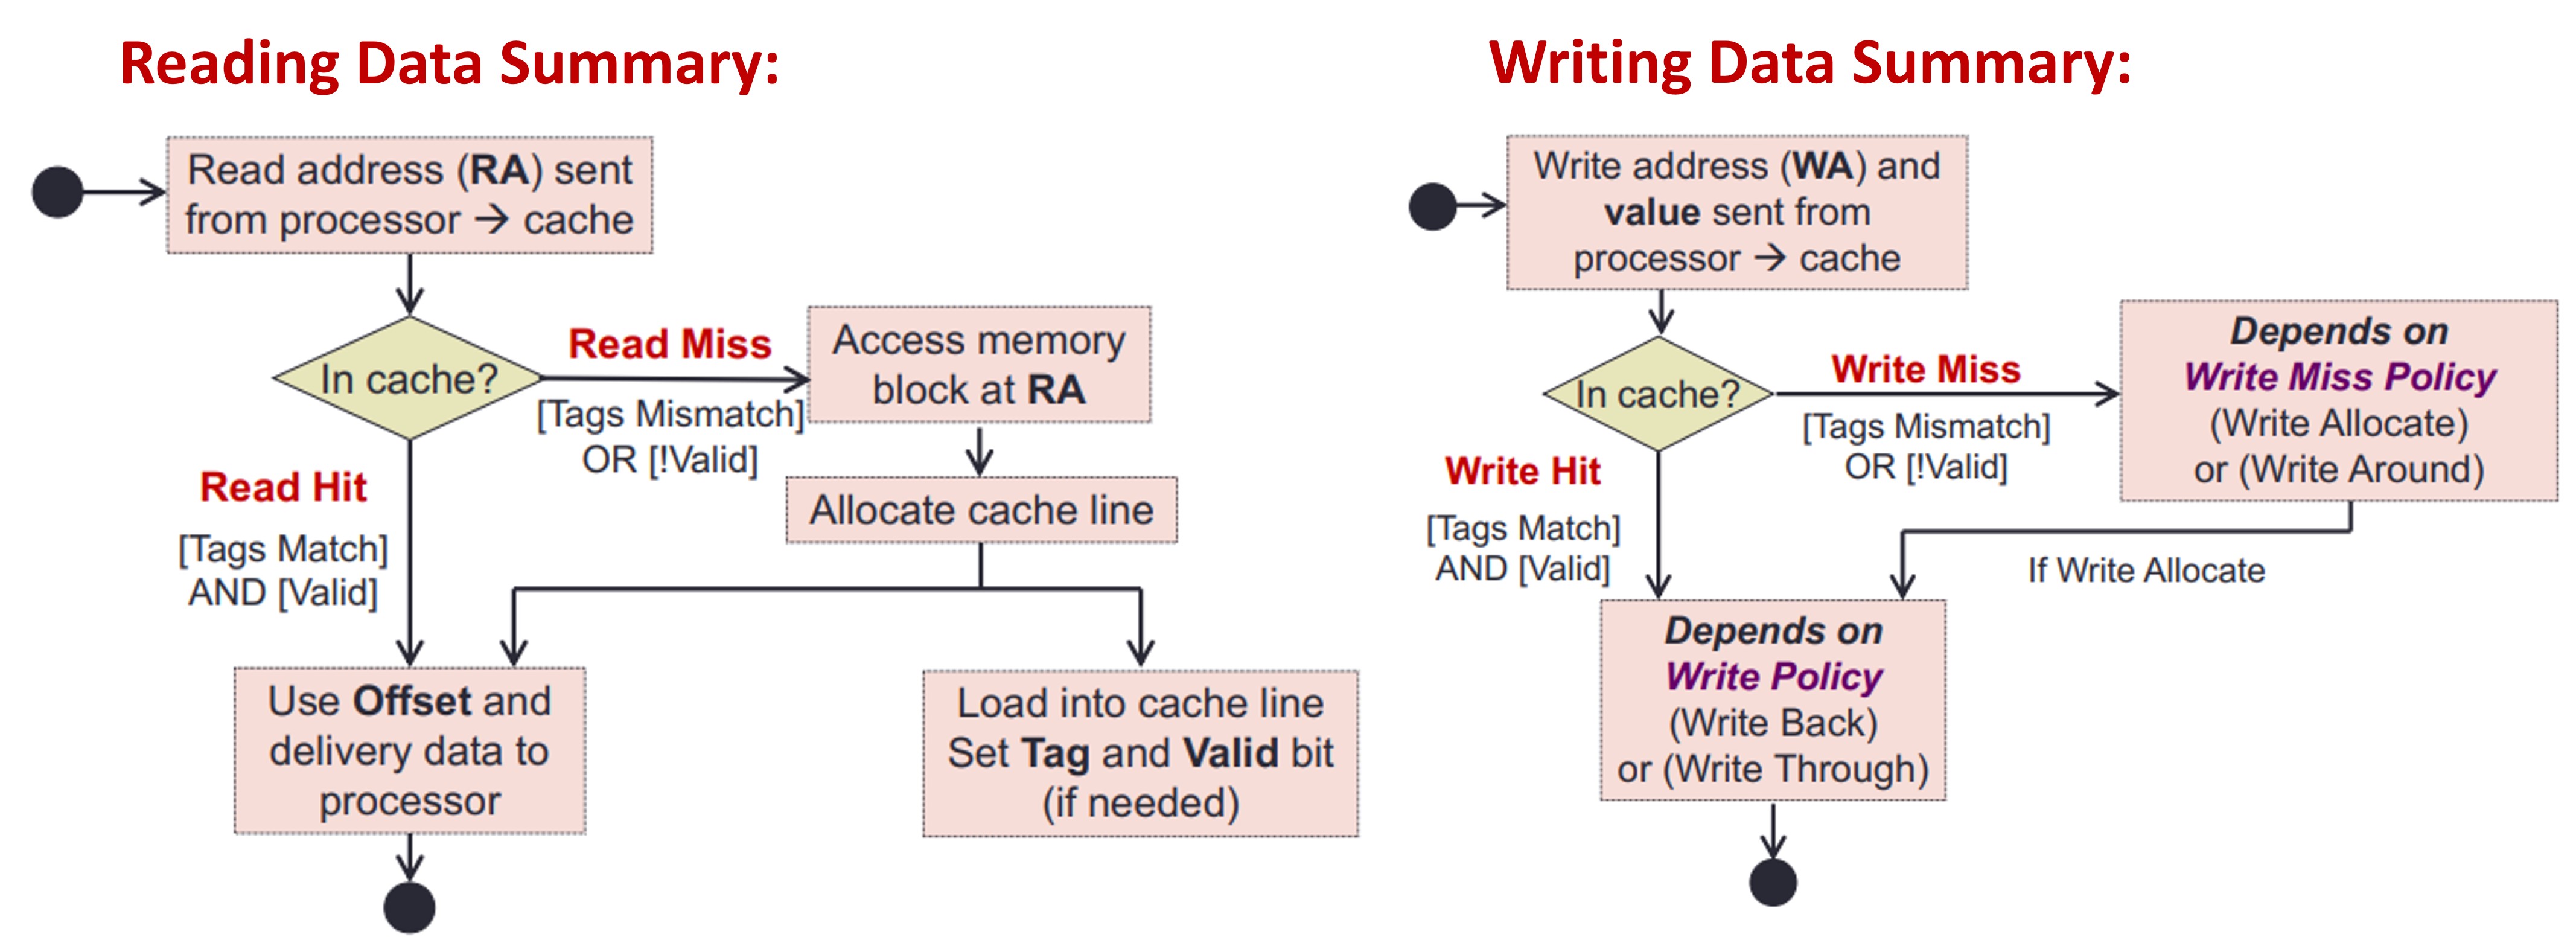 Reading Data Summary:
Read address (RA) sent
from processor → cache
In cache?
Read Miss
[Tags Mismatch]
OR [!Valid]
Access memory
block at RA
Allocate cache line
Read Hit
[Tags Match]
AND [Valid]
Use Offset and
delivery data to
processor
Load into cache line
Set Tag and Valid bit
(if needed)
Writing Data Summary:
Write address (WA) and
value sent from
processor → cache
In cache?
Write Miss
[Tags Mismatch]
OR [!Valid]
Depends on
Write Miss Policy
(Write Allocate)
or (Write Around)
Write Hit
[Tags Match]
AND [Valid]
If Write Allocate
Depends on
Write Policy
(Write Back)
or (Write Through)